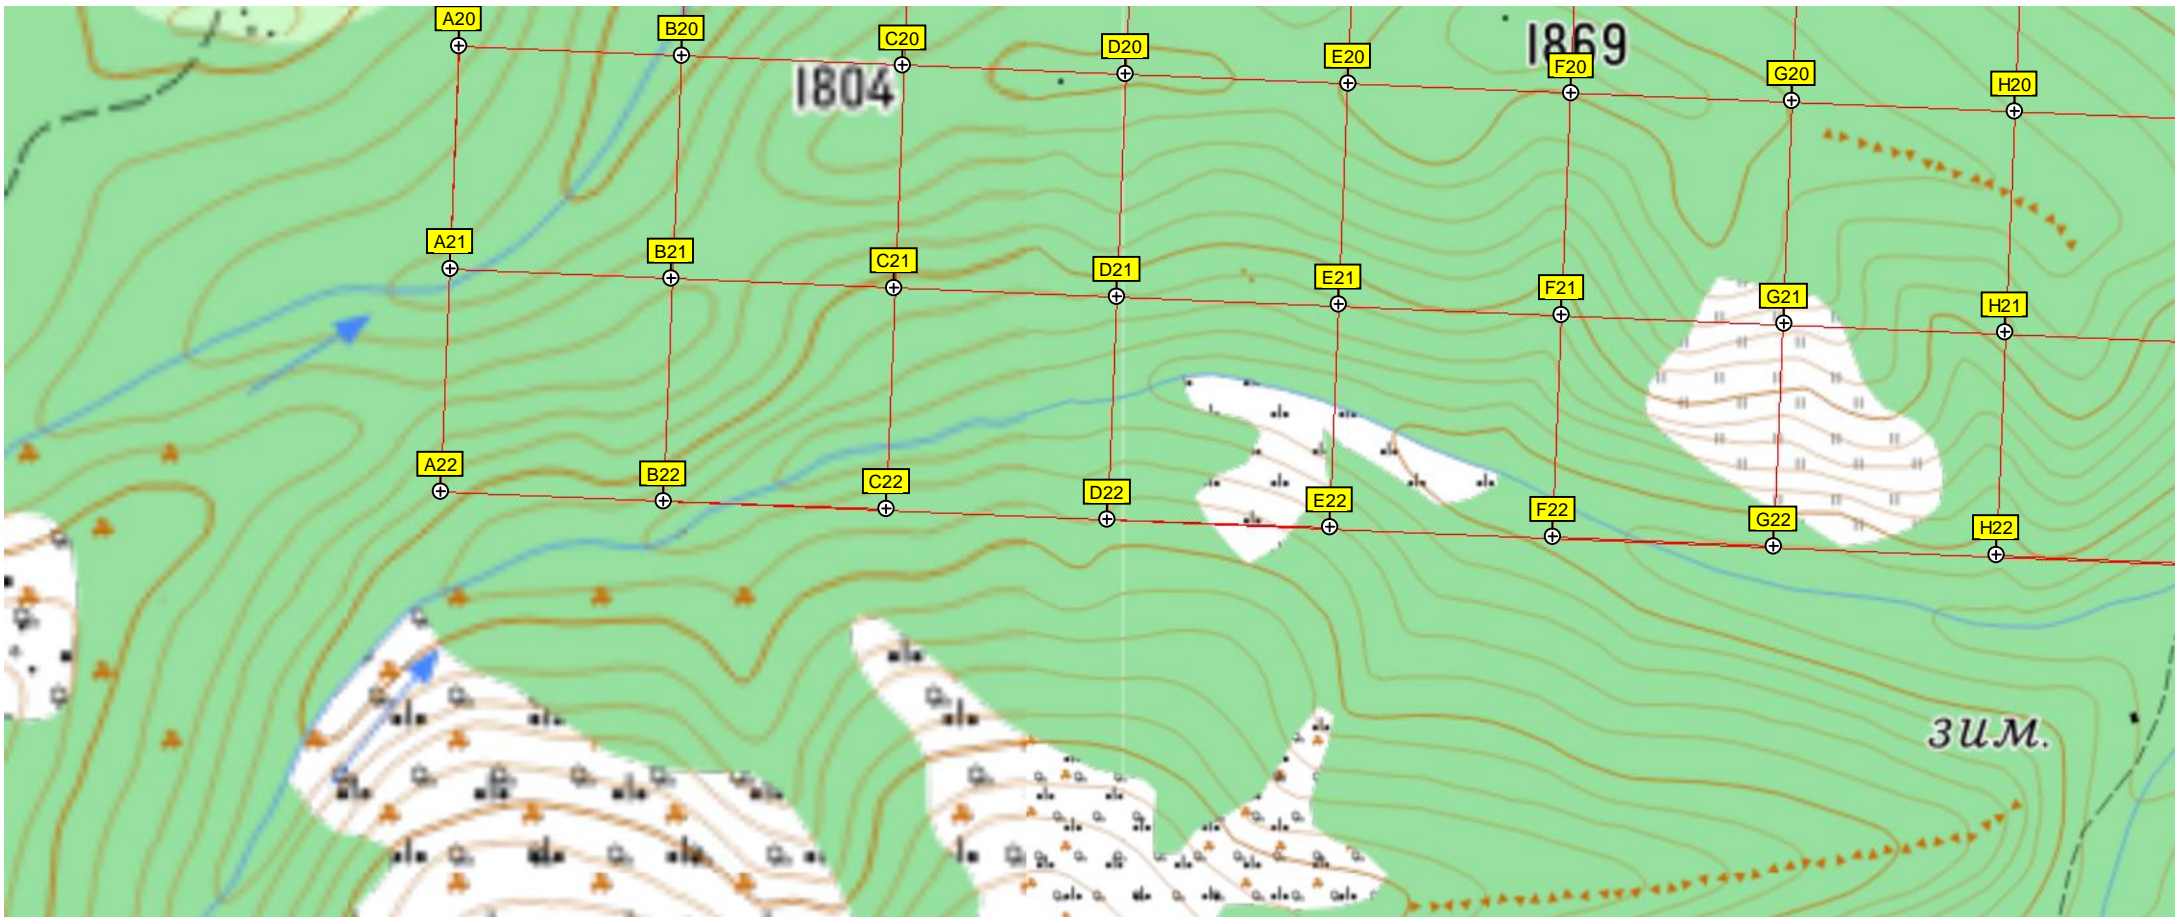 A20 B20 C20 D20 E20 F20 G20 H20
1869
1804
A21 B21 C21 D21 E21 F21 G21 H21
A22 B22 C22 D22 E22 F22 G22 H22
зим.